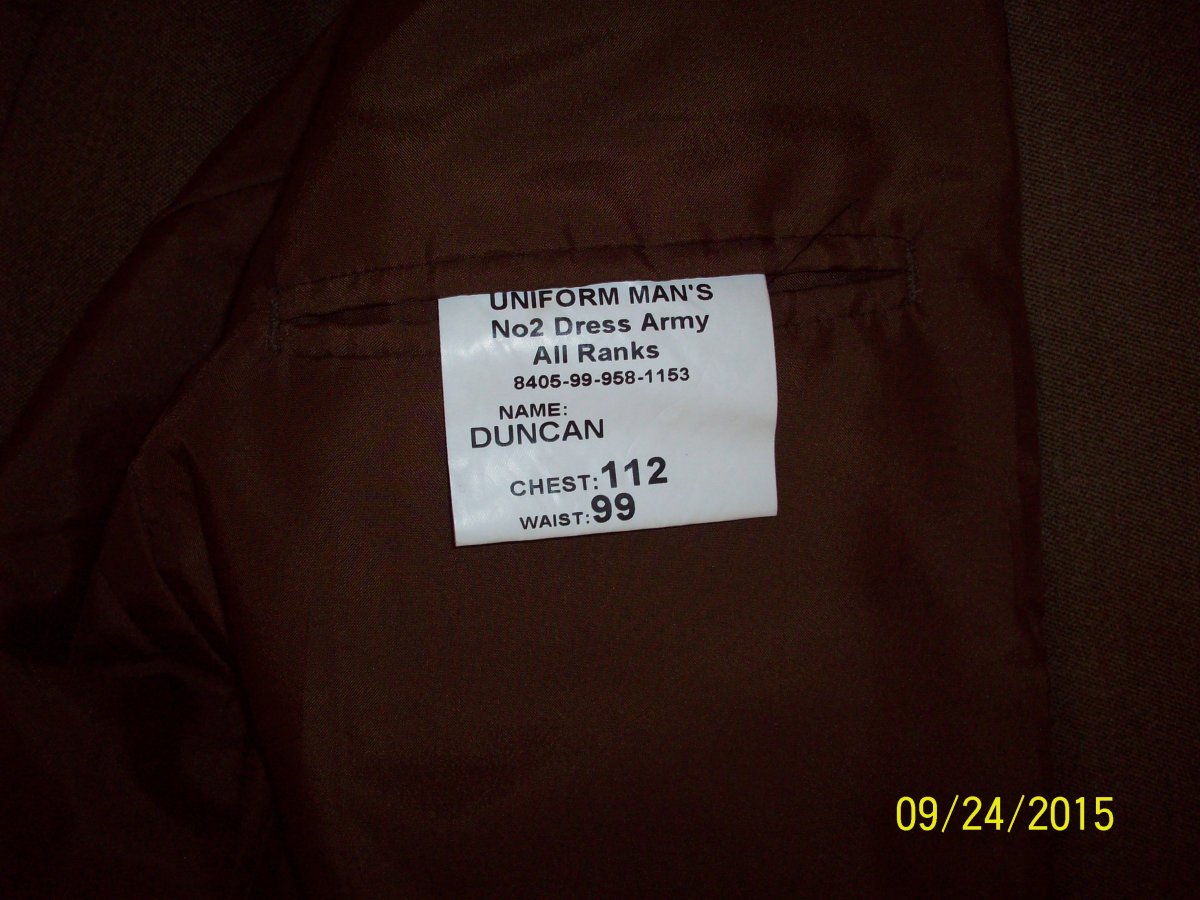 UNIFORM MAN'S
No2 Dress Army
All Ranks
8405-99-958-1153
NAME:
DUNCAN
CHEST:112
WAIST:99
09/24/2015